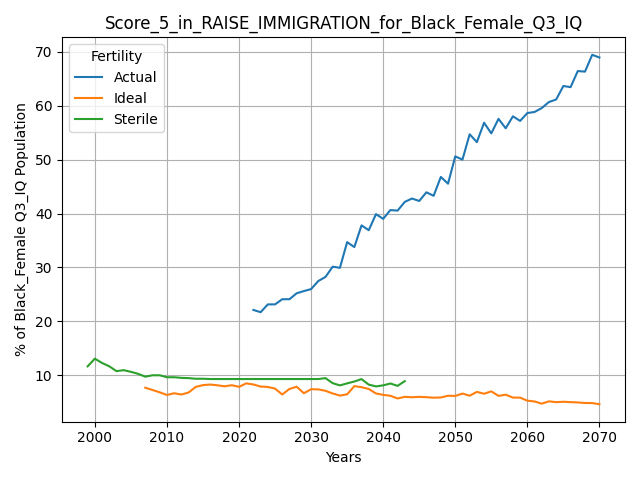 Score_5_in_RAISE_IMMIGRATION_for_Black_Female_Q3_IQ
% of Black_Female Q3_IQ Population
70
60
50
40
30
20
10
Fertility
Actual
Ideal
Sterile
2000 2010 2020 2030 2040 2050 2060 2070
Years